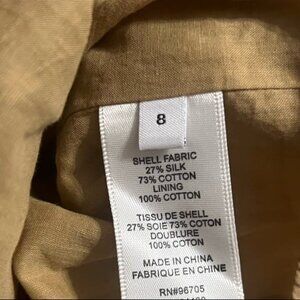 8
SHELL FABRIC
27% SILK
73% COTTON
LINING
100% COTTON
TISSU DE SHELL
27% SOIE 73% COTON
DOUBLURE
100% COTON
MADE IN CHINA
FABRIQUE EN CHINE
RN#96705